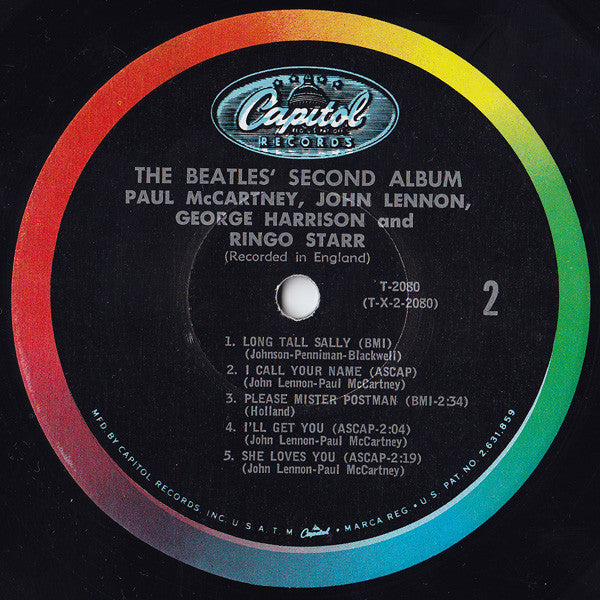 Capitol
RECORDS
THE BEATLES' SECOND ALBUM
PAUL McCARTNEY, JOHN LENNON,
GEORGE HARRISON and
RINGO STARR
(Recorded in England)
T-2080
(T-X-2-2080)
2
1. LONG TALL SALLY (BMI)
(Johnson-Penniman-Blackwell)
2. I CALL YOUR NAME (ASCAP)
(John Lennon-Paul McCartney)
3. PLEASE MISTER POSTMAN (BMI-2:34)
(Holland)
4. I'LL GET YOU (ASCAP-2:04)
(John Lennon-Paul McCartney)
5. SHE LOVES YOU (ASCAP-2:19)
(John Lennon-Paul McCartney)
MFD. BY CAPITOL RECORDS, INC. U. S. A. T. M. Capitol • MARCA REG. • U. S. PAT. NO. 2,631,859